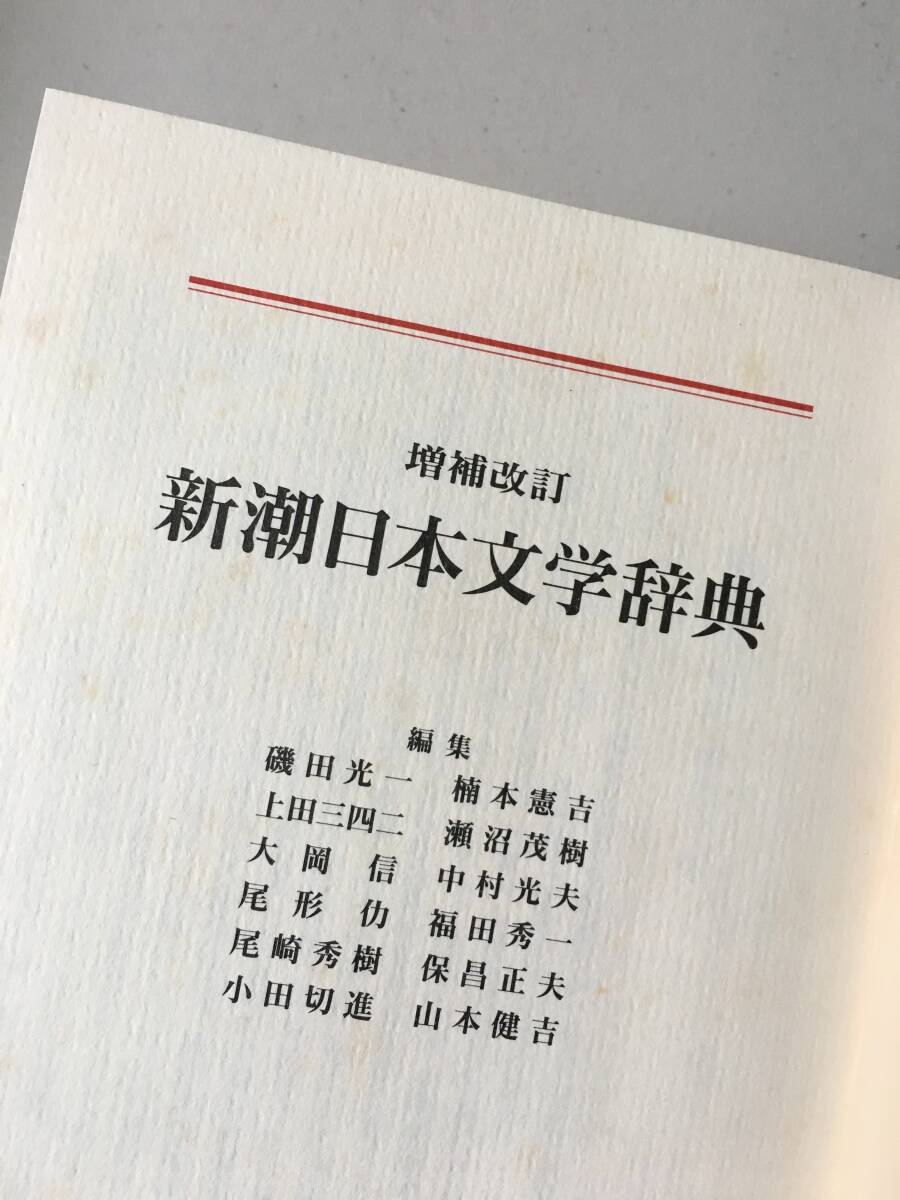 増補改訂
新潮日本文学辞典
編集
磯田光一 楠本憲吉
上田三四二 瀬沼茂樹
大岡信 中村光夫
尾形仂 福田秀一
尾崎秀樹 保昌正夫
小田切進 山本健吉